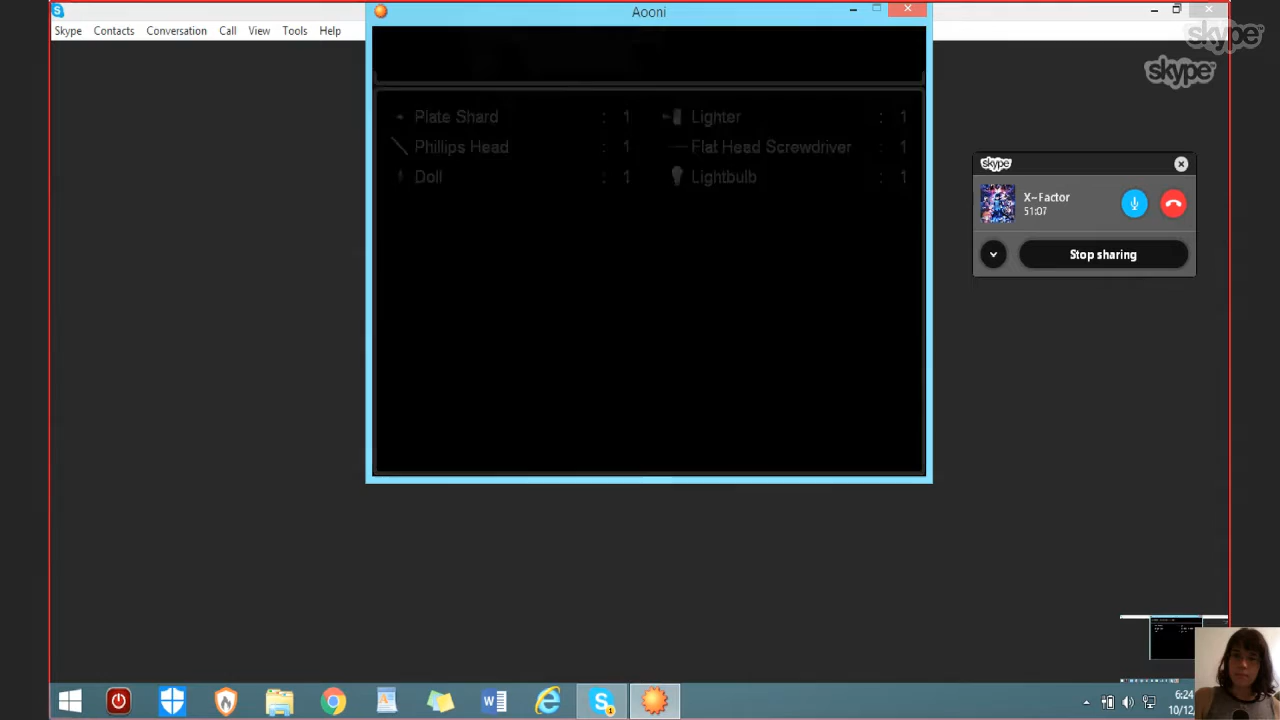 Aooni
Skype Contacts Conversation Call View Tools Help
skype
skype
Plate Shard : 1 Lighter : 1
Phillips Head : 1 Flat Head Screwdriver : 1
Doll : 1 Lightbulb : 1
skype
X-Factor
51:07
Stop sharing
6:24
10/12/